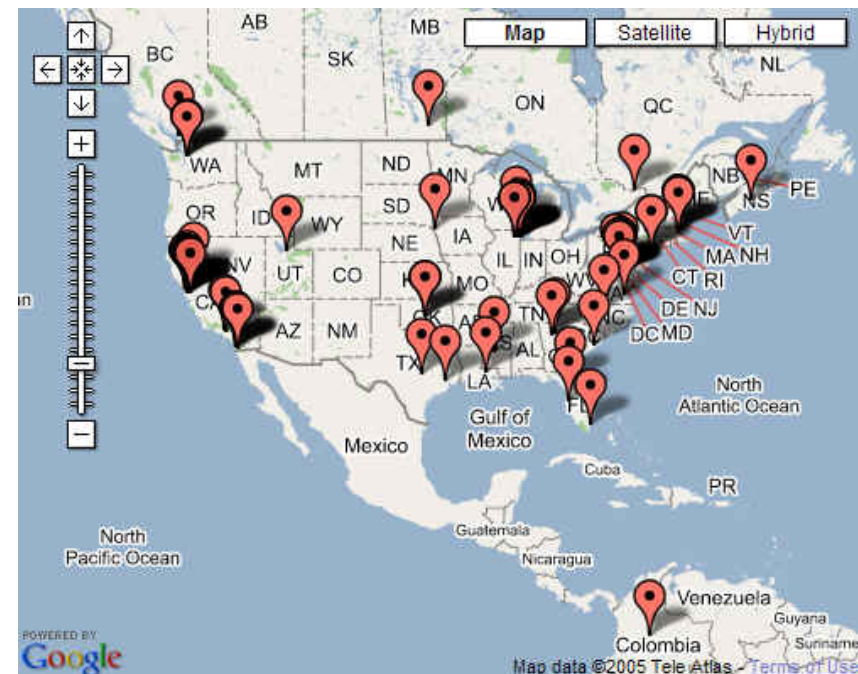 AB
MB
Map
Satellite
Hybrid
BC
SK
NL
ON
QC
WA
MT
ND
MN
NB
PE
NS
OR
ID
WY
SD
VT
IA
MA NH
NE
NV
UT
CO
IL
IN
OH
CT RI
MO
DE NJ
AZ
NM
TN
NC
DC MD
TX
AL
LA
North
Atlantic Ocean
Gulf of
Mexico
Mexico
Cuba
PR
Guatemala
Nicaragua
North
Pacific Ocean
Venezuela
Guyana
Suriname
Colombia
POWERED BY
Google
Map data ©2005 Tele Atlas - Terms of Use